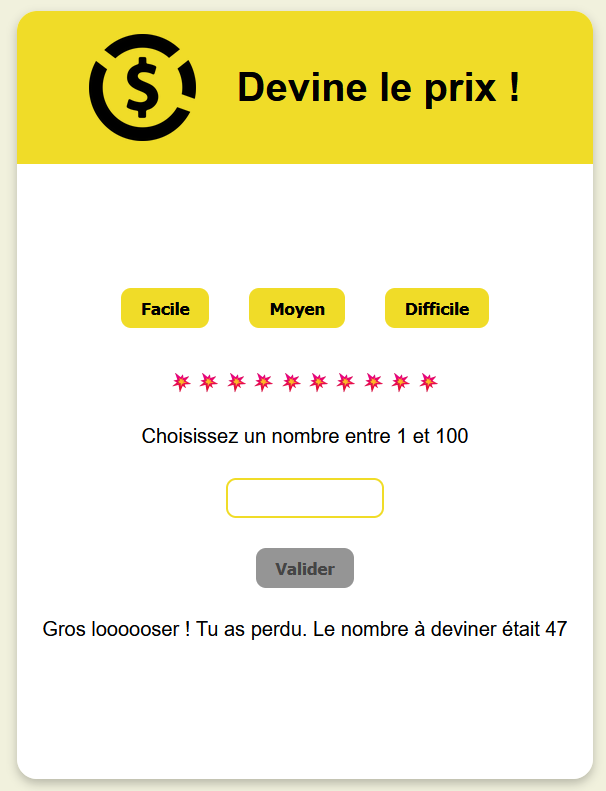 $
Devine le prix !
Facile Moyen Difficile
Choisissez un nombre entre 1 et 100
Valider
Gros loooooser ! Tu as perdu. Le nombre à deviner était 47